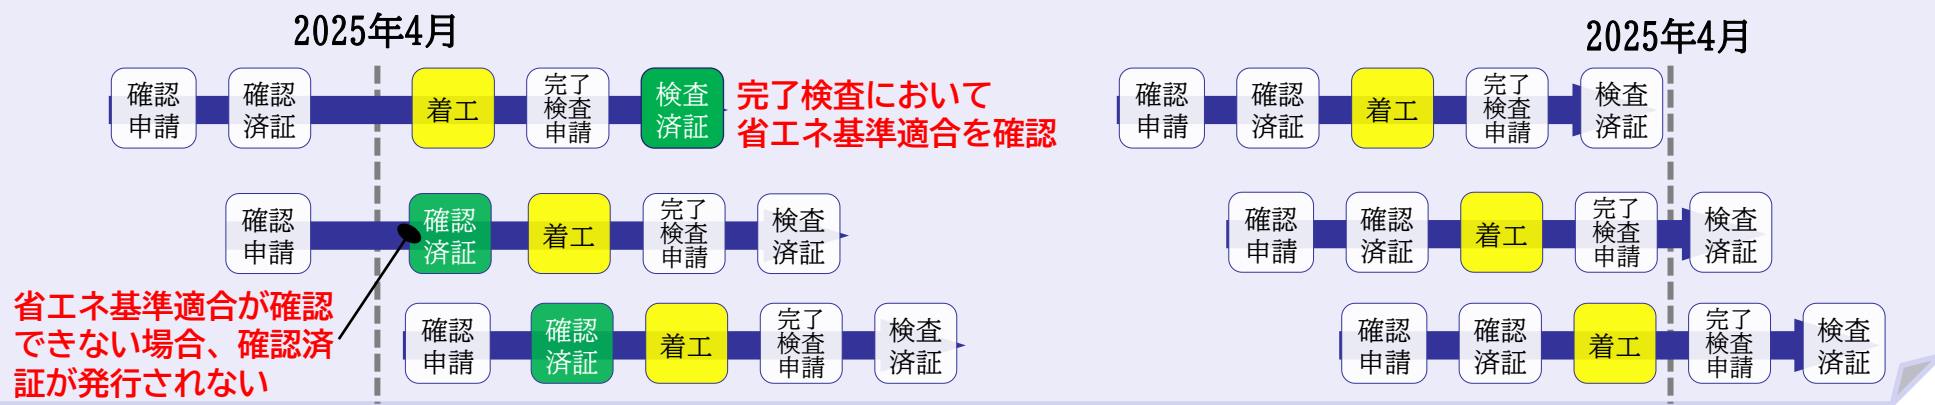 2025年4月
確認
申請
確認
済証
着工
完了
検査
申請
検査
済証
完了検査において
省エネ基準適合を確認
確認
申請
確認
済証
着工
完了
検査
申請
検査
済証
省エネ基準適合が確認
できない場合、確認済
証が発行されない
確認
申請
確認
済証
着工
完了
検査
申請
検査
済証
2025年4月
確認
申請
確認
済証
着工
完了
検査
申請
検査
済証
確認
申請
確認
済証
着工
完了
検査
申請
検査
済証
確認
申請
確認
済証
着工
完了
検査
申請
検査
済証